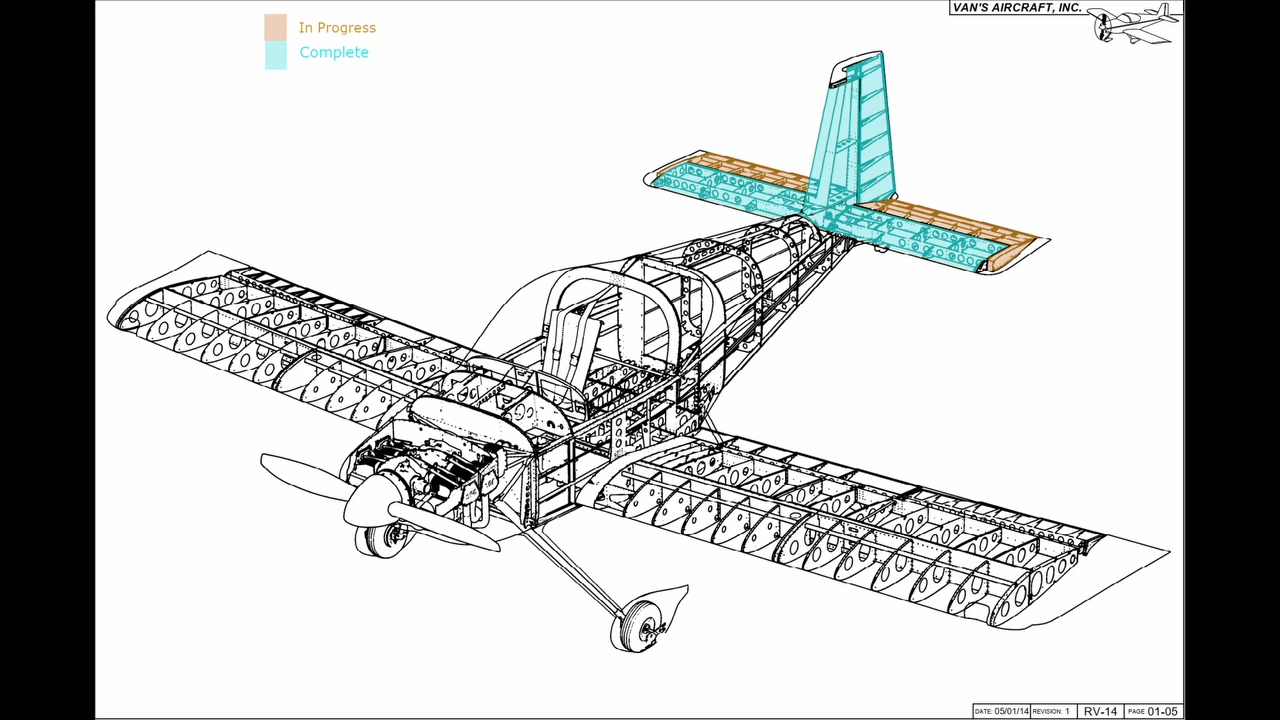 In Progress
Complete
VAN'S AIRCRAFT, INC.
DATE: 05/01/14 REVISION: 1 RV-14 PAGE 01-05